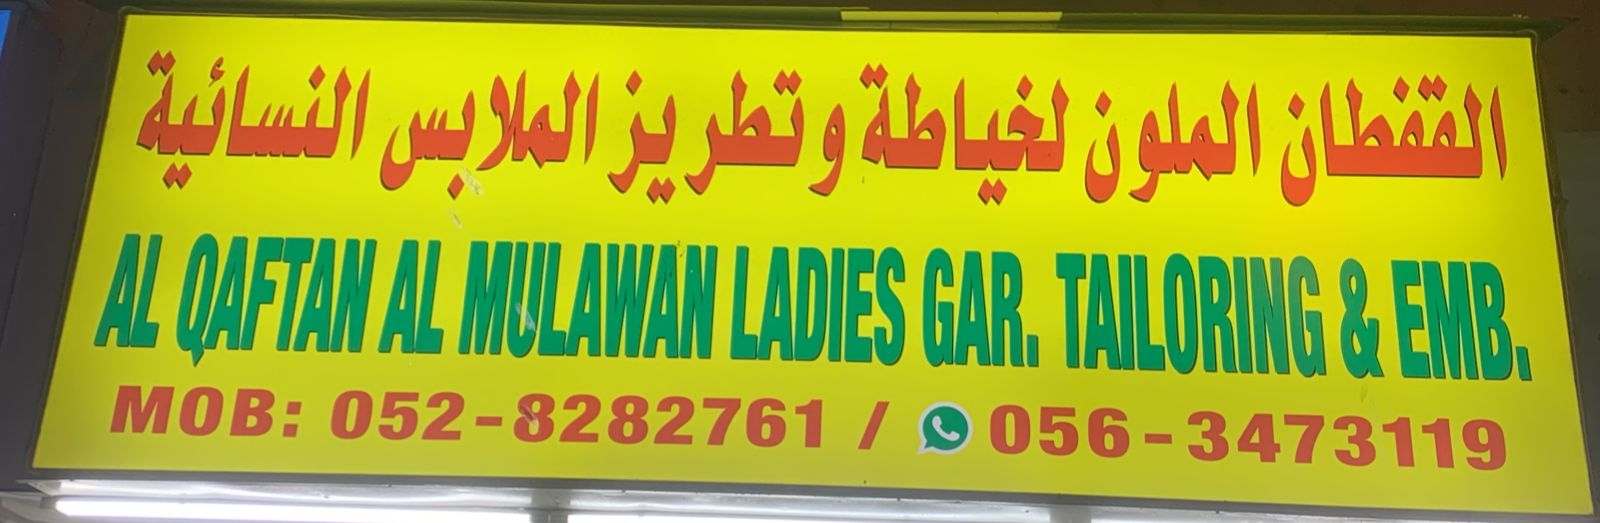 القفطان الملون لخياطة وتطريز الملابس النسائية
AL QAFTAN AL MULAWAN LADIES GAR. TAILORING & EMB.
MOB: 052-8282761 / 056-3473119